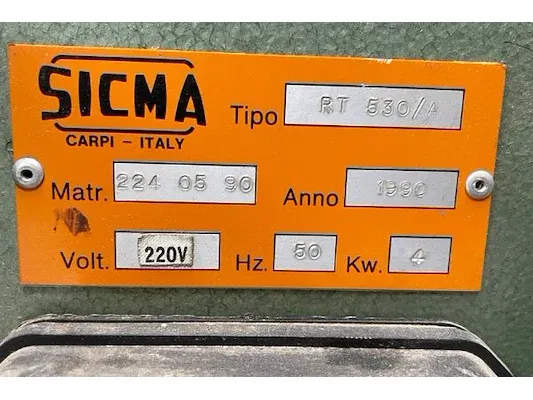 SICMA
CARPI - ITALY
Tipo RT 530/A
Matr. 224 05 90 Anno 1990
Volt. 220V Hz. 50 Kw. 4